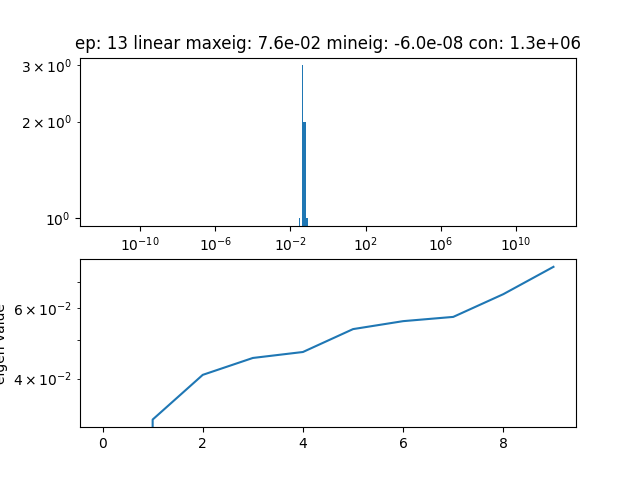 ep: 13 linear maxeig: 7.6e-02 mineig: -6.0e-08 con: 1.3e+06
3 × 10⁰
2 × 10⁰
10⁰
10⁻¹⁰ 10⁻⁶ 10⁻² 10² 10⁶ 10¹⁰
6 × 10⁻²
4 × 10⁻²
eigen value
0 2 4 6 8